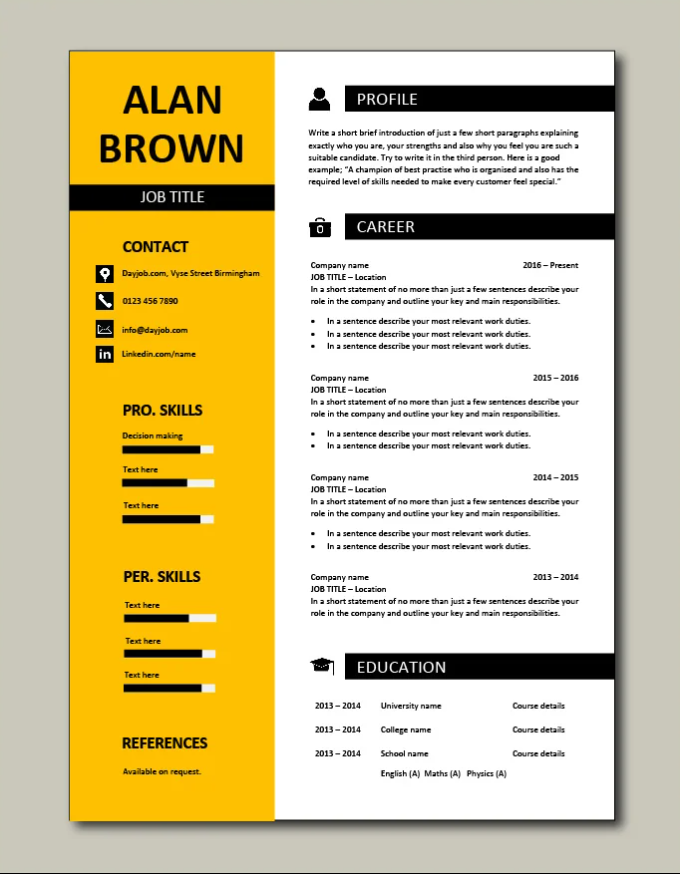 ALAN
BROWN
JOB TITLE
CONTACT
Dayjob.com, Vyse Street Birmingham
0123 456 7890
info@dayjob.com
in
Linkedin.com/name
PRO. SKILLS
Decision making
Text here
Text here
PER. SKILLS
Text here
Text here
Text here
REFERENCES
Available on request.
PROFILE
Write a short brief introduction of just a few short paragraphs explaining
exactly who you are, your strengths and also why you feel you are such a
suitable candidate. Try to write it in the third person. Here is a good
example; "A champion of best practise who is organised and also has the
required level of skills needed to make every customer feel special."
CAREER
Company name 2016 – Present
JOB TITLE – Location
In a short statement of no more than just a few sentences describe your
role in the company and outline your key and main responsibilities.
• In a sentence describe your most relevant work duties.
• In a sentence describe your most relevant work duties.
• In a sentence describe your most relevant work duties.
Company name 2015 – 2016
JOB TITLE – Location
In a short statement of no more than just a few sentences describe your
role in the company and outline your key and main responsibilities.
• In a sentence describe your most relevant work duties.
• In a sentence describe your most relevant work duties.
Company name 2014 – 2015
JOB TITLE – Location
In a short statement of no more than just a few sentences describe your
role in the company and outline your key and main responsibilities.
• In a sentence describe your most relevant work duties.
• In a sentence describe your most relevant work duties.
Company name 2013 – 2014
JOB TITLE – Location
In a short statement of no more than just a few sentences describe your
role in the company and outline your key and main responsibilities.
EDUCATION
2013 – 2014 University name Course details
2013 – 2014 College name Course details
2013 – 2014 School name Course details
English (A) Maths (A) Physics (A)